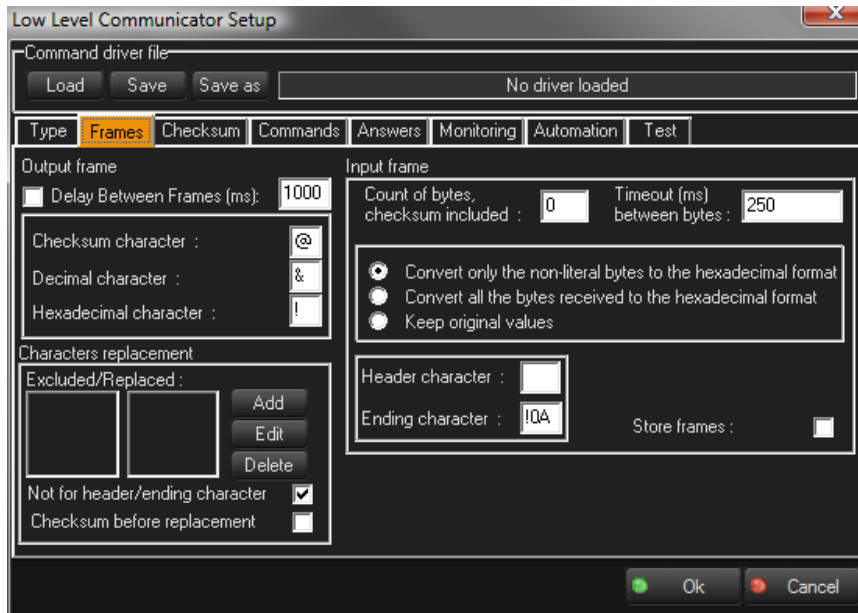 Low Level Communicator Setup
Command driver file
Load Save Save as No driver loaded
Type Frames Checksum Commands Answers Monitoring Automation Test
Output frame
Delay Between Frames (ms): 1000
Checksum character : @
Decimal character : &
Hexadecimal character : !
Characters replacement
Excluded/Replaced :
Add
Edit
Delete
Not for header/ending character
Checksum before replacement
Input frame
Count of bytes,
checksum included : 0
Timeout (ms)
between bytes : 250
Convert only the non-literal bytes to the hexadecimal format
Convert all the bytes received to the hexadecimal format
Keep original values
Header character :
Ending character : !0A
Store frames :
Ok Cancel